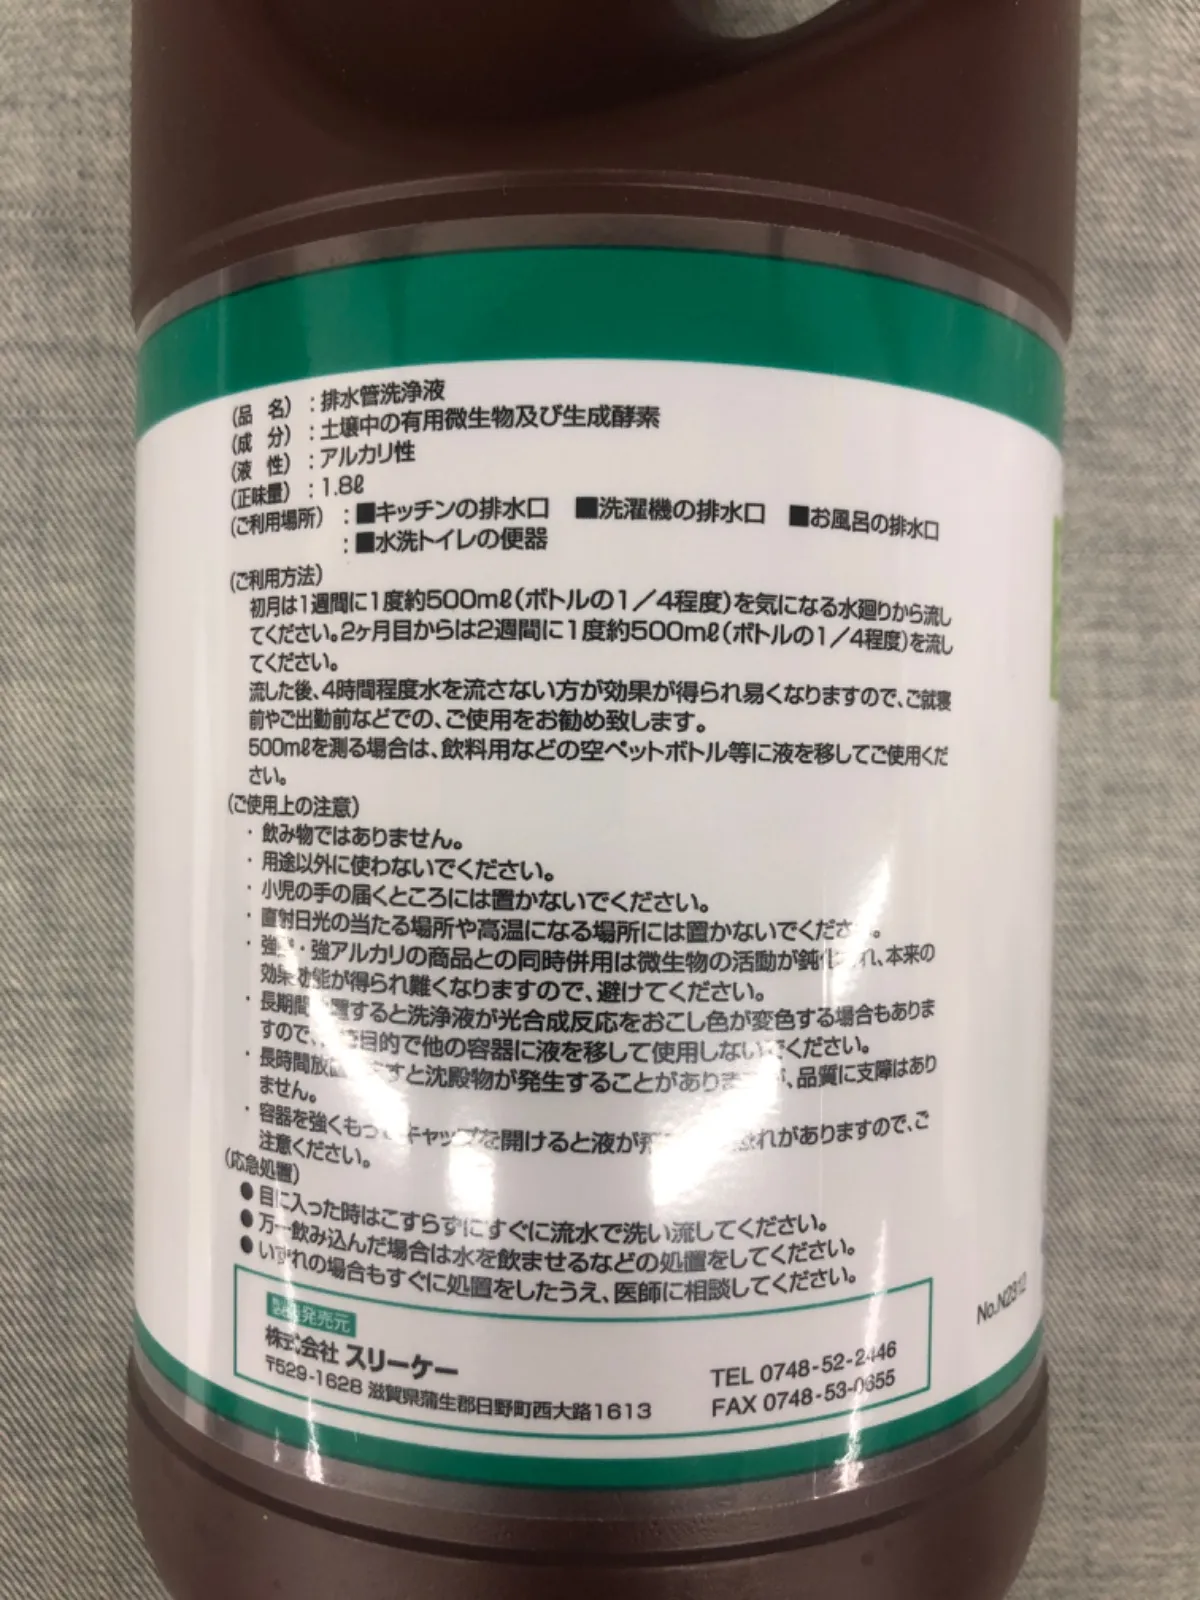 (品 名) : 排水管洗浄液
(成 分) : 土壌中の有用微生物及び生成酵素
(液 性) : アルカリ性
(正味量) : 1.8ℓ
(ご利用場所) : ■キッチンの排水口 ■洗濯機の排水口 ■お風呂の排水口
: ■水洗トイレの便器
(ご利用方法)
初月は1週間に1度約500mℓ(ボトルの1/4程度)を気になる水廻りから流し
てください。2ヶ月目からは2週間に1度約500mℓ(ボトルの1/4程度)を流し
てください。
流した後、4時間程度水を流さない方が効果が得られ易くなりますので、ご就寝
前やご出勤前などでの、ご使用をお勧め致します。
500mℓを測る場合は、飲料用などの空ペットボトル等に液を移してご使用くだ
さい。
(ご使用上の注意)
・飲み物ではありません。
・用途以外に使わないでください。
・小児の手の届くところには置かないでください。
・直射日光の当たる場所や高温になる場所には置かないでくだ 。
・強 ・強アルカリの商品との同時併用は微生物の活動が鈍 れ、本来の
効果効能が得られ難くなりますので、避けてください。
・長期間 置すると洗浄液が光合成反応をおこし色が変色する場合もありま
すので、 目的で他の容器に液を移して使用しないでください。
・長時間放 すと沈殿物が発生することがありま 、品質に支障はあり
ません。
・容器を強くもっ キャップを開けると液が れがありますので、ご
注意ください。
(応急処置)
●目に入った時はこすらずにすぐに流水で洗い流してください。
●万一飲み込んだ場合は水を飲ませるなどの処置をしてください。
●いずれの場合もすぐに処置をしたうえ、医師に相談してください。
発売元
株式会社 スリーケー
〒529-1628 滋賀県蒲生郡日野町西大路1613
TEL 0748-52-2446
FAX 0748-53-0655
No.N2312